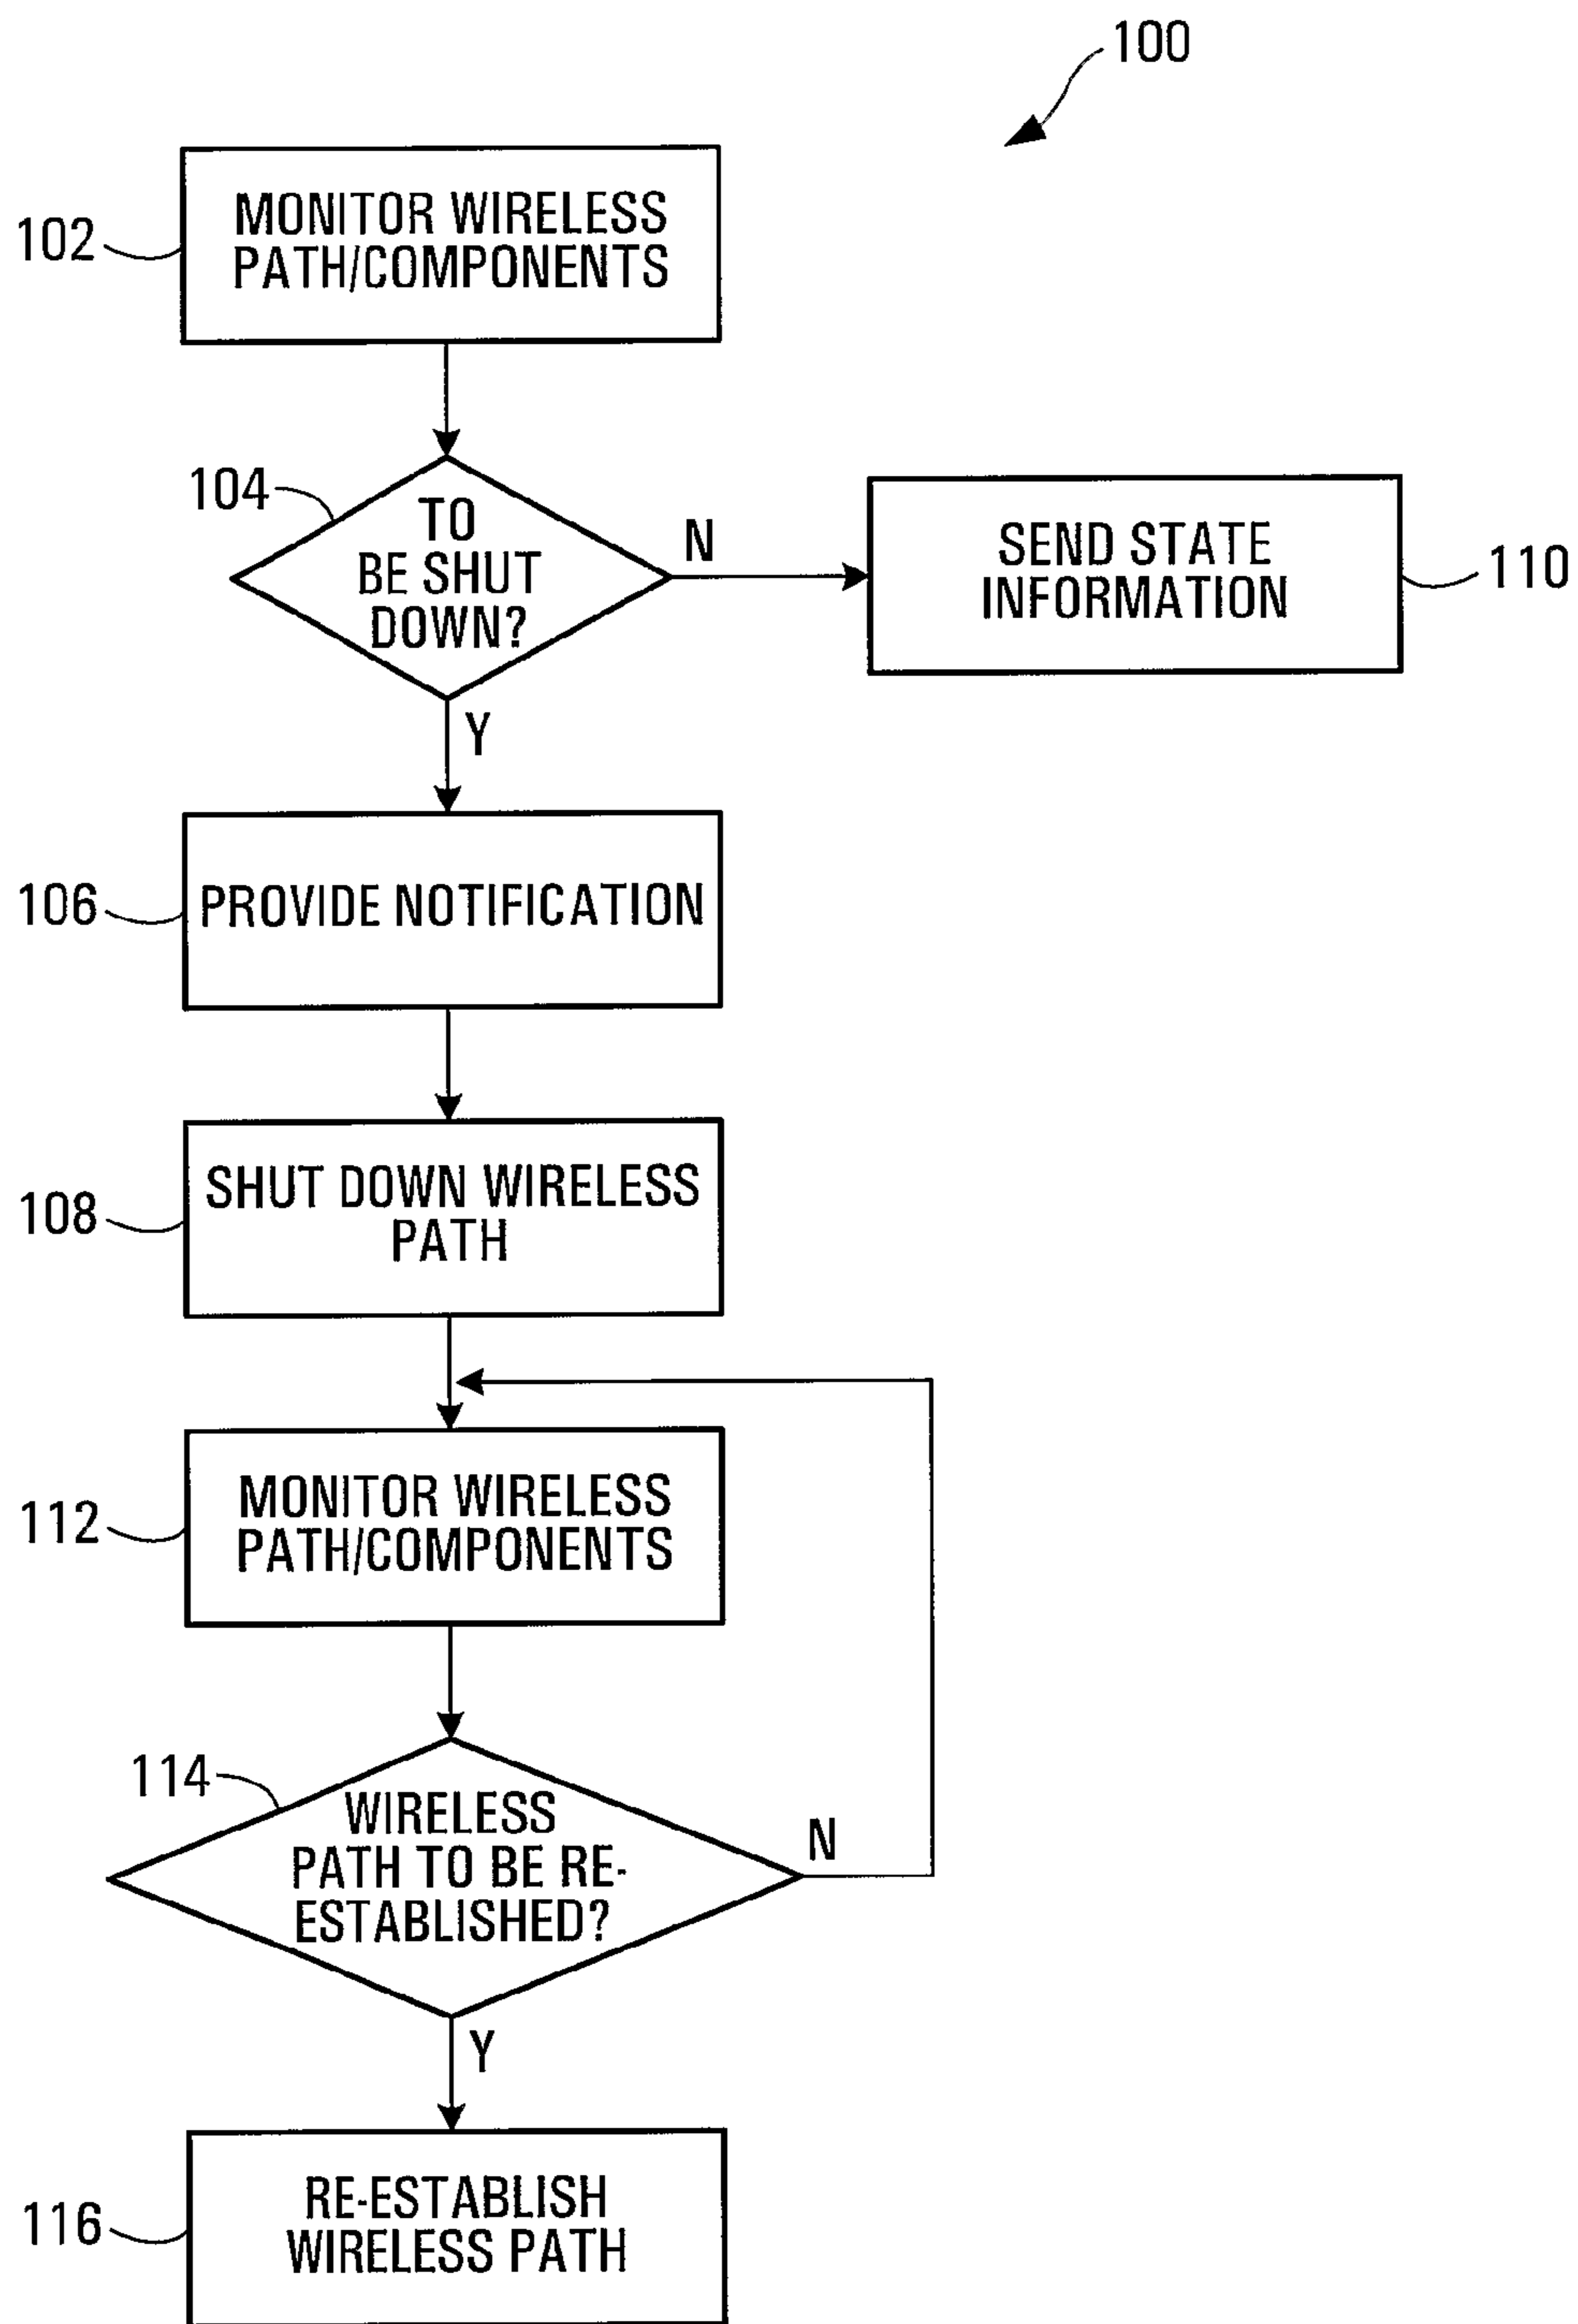 100
102
MONITOR WIRELESS
PATH/COMPONENTS
104
TO
BE SHUT
DOWN?
N
SEND STATE
INFORMATION
110
Y
106
PROVIDE NOTIFICATION
108
SHUT DOWN WIRELESS
PATH
112
MONITOR WIRELESS
PATH/COMPONENTS
114
WIRELESS
PATH TO BE RE-
ESTABLISHED?
N
Y
116
RE-ESTABLISH
WIRELESS PATH